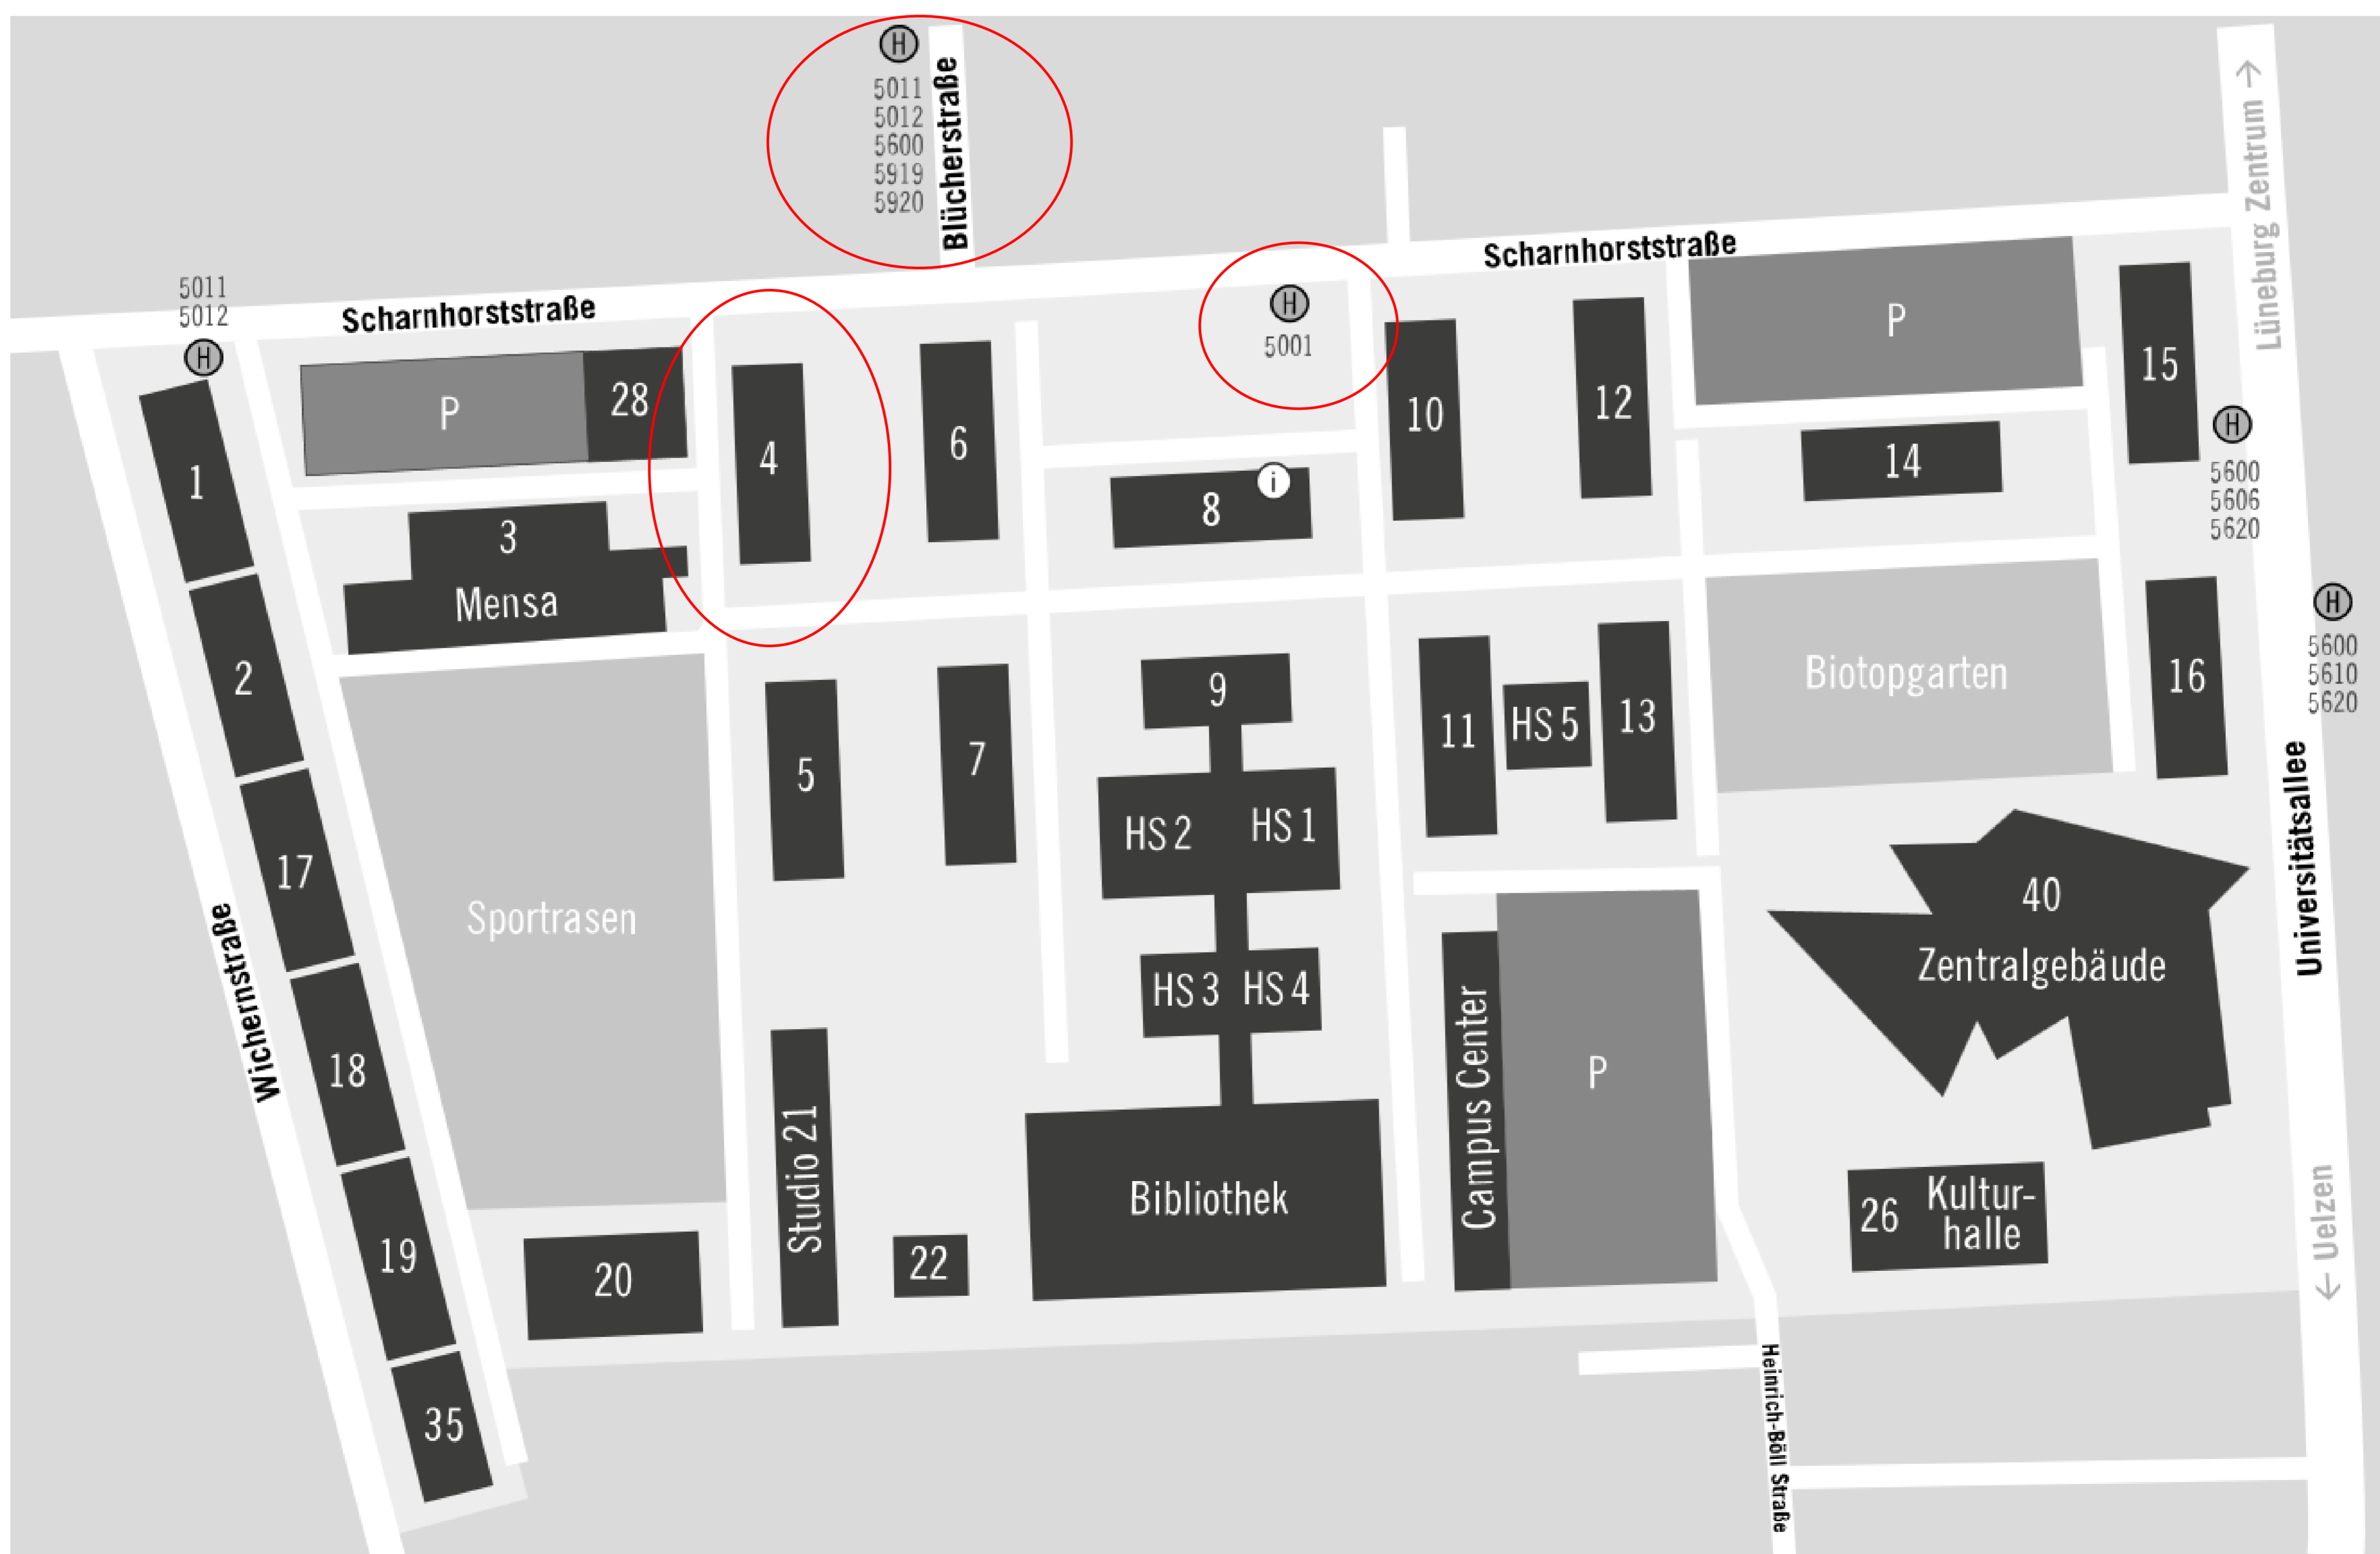 H
5011
5012
5600
5919
5920
Blücherstraße
Lüneburg Zentrum →
Scharnhorststraße
5011
5012
H
Scharnhorststraße
H
5001
P
28
4
6
10
12
P
15
1
3
Mensa
8
i
14
H
5600
5606
5620
H
5600
5610
5620
2
5
7
9
11
HS 5
13
Biotopgarten
16
17
Sportrasen
HS 2
HS 1
40
Zentralgebäude
Universitätsallee
Wichernstraße
18
HS 3
HS 4
Campus Center
P
19
20
Studio 21
22
Bibliothek
26
Kultur-
halle
← Uelzen
35
Heinrich-Böll Straße